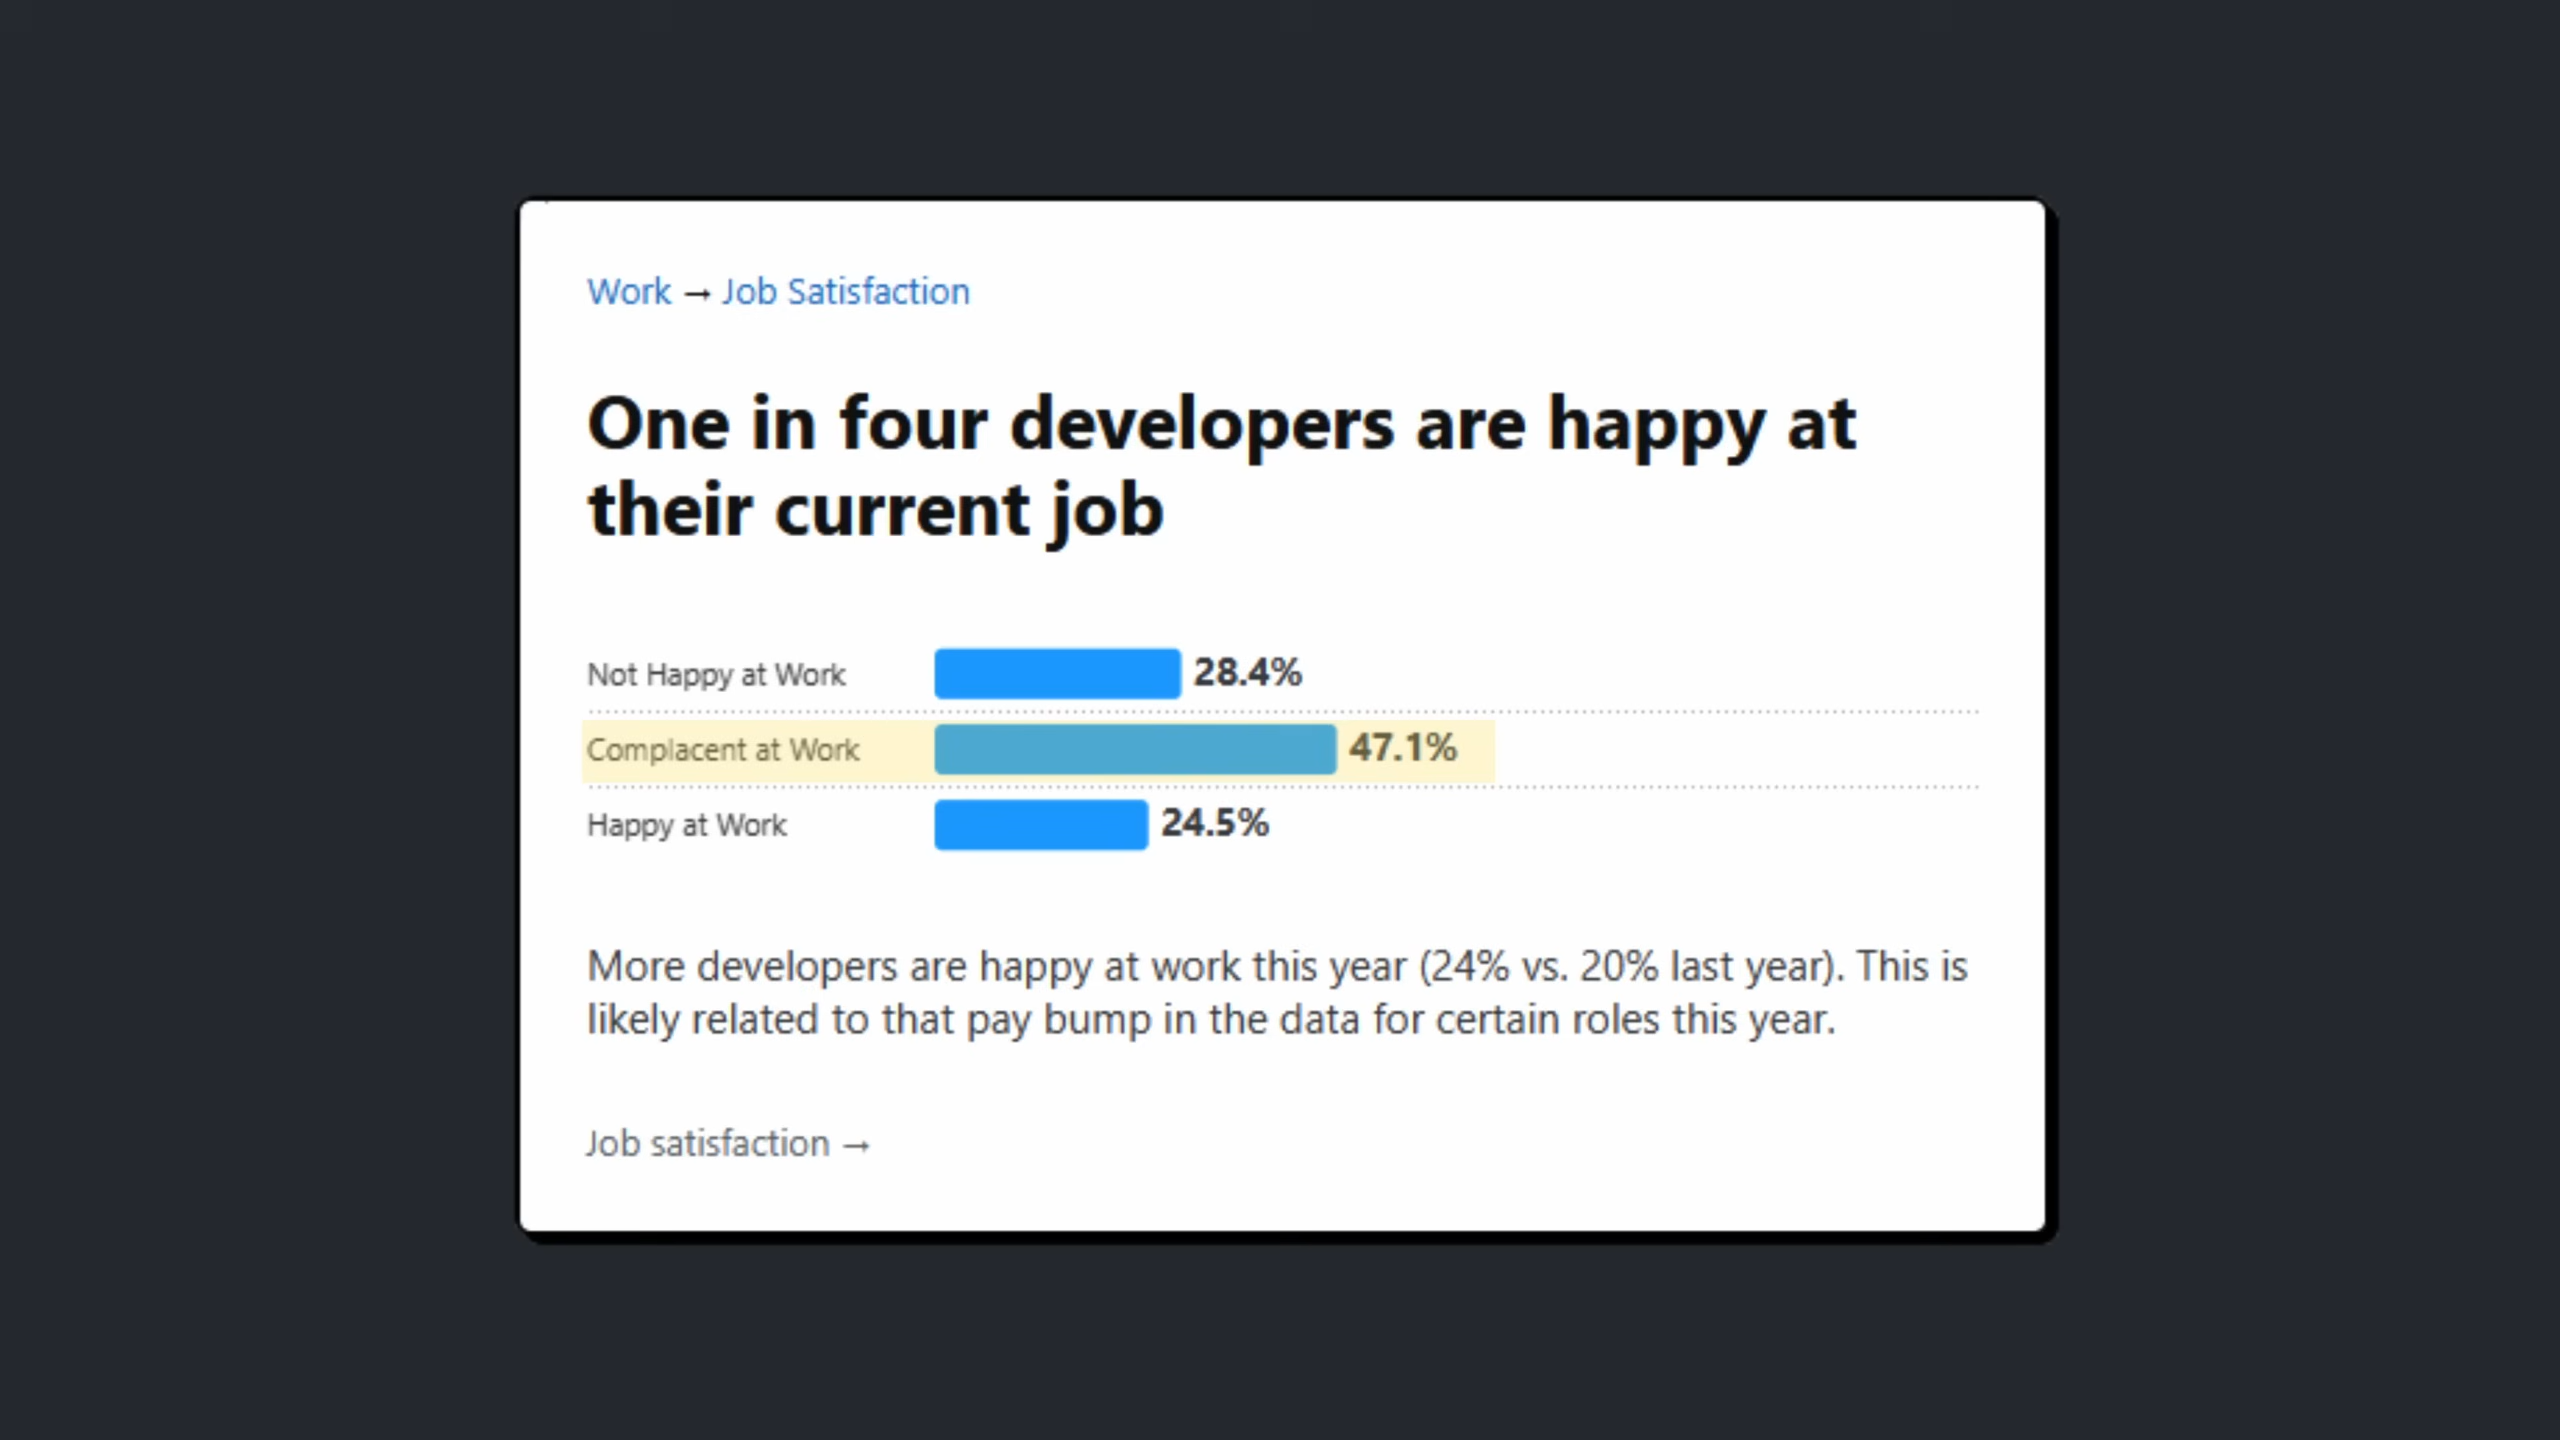 Work → Job Satisfaction
One in four developers are happy at
their current job
Not Happy at Work 28.4%
Complacent at Work 47.1%
Happy at Work 24.5%
More developers are happy at work this year (24% vs. 20% last year). This is
likely related to that pay bump in the data for certain roles this year.
Job satisfaction →